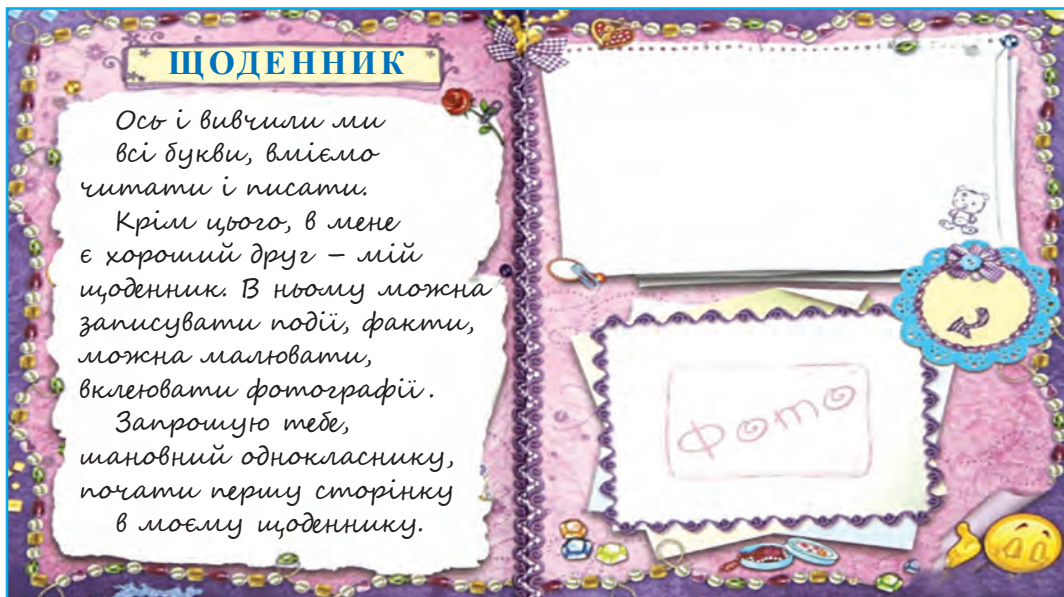 ЩОДЕННИК
Ось і вивчили ми
всі букви, вміємо
читати і писати.
Крім цього, в мене
є хороший друг – мій
щоденник. В ньому можна
записувати події, факти,
можна малювати,
вклеювати фотографії.
Запрошую тебе,
шановний однокласнику,
почати першу сторінку
в моєму щоденнику.
Фото